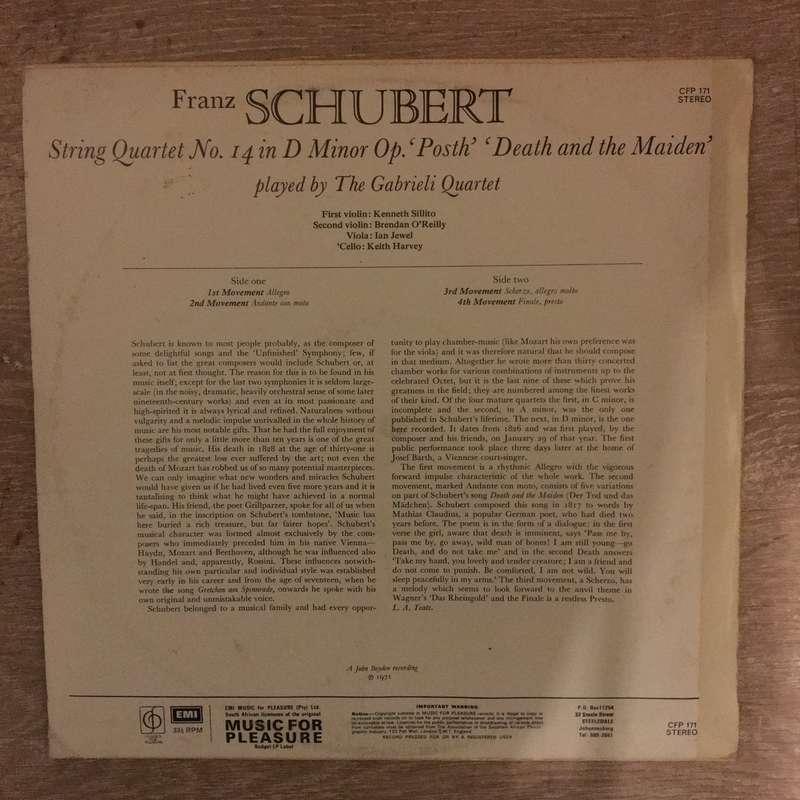 Franz SCHUBERT
CFP 171
STEREO
String Quartet No. 14 in D Minor Op. ‘Posth’ ‘Death and the Maiden’
played by The Gabrieli Quartet
First violin: Kenneth Sillito
Second violin: Brendan O'Reilly
Viola: Ian Jewel
'Cello: Keith Harvey
Side one
1st Movement Allegro
2nd Movement Andante con moto
Side two
3rd Movement Scherzo, allegro molto
4th Movement Finale, presto
Schubert is known to most people probably, as the composer of
some delightful songs and the ‘Unfinished’ Symphony; few, if
asked to list the great composers would include Schubert or, at
least, not at first thought. The reason for this is to be found in his
music itself; except for the last two symphonies it is seldom large-
scale (in the noisy, dramatic, heavily orchestral sense of some later
nineteenth-century works) and even at its most passionate and
high-spirited it is always lyrical and refined. Naturalness without
vulgarity and a melodic impulse unrivalled in the whole history of
music are his most notable gifts. That he had the full enjoyment of
these gifts for only a little more than ten years is one of the great
tragedies of music. His death in 1828 at the age of thirty-one is
perhaps the greatest loss ever suffered by the art; not even the
death of Mozart has robbed us of so many potential masterpieces.
We can only imagine what new wonders and miracles Schubert
would have given us if he had lived even five more years and it is
tantalising to think what he might have achieved in a normal
life-span. His friend, the poet Grillparzer, spoke for all of us when
he said, in the inscription on Schubert's tombstone, ‘Music has
here buried a rich treasure, but far fairer hopes’. Schubert's
musical character was formed almost exclusively by the com-
posers who immediately preceded him in his native Vienna—
Haydn, Mozart and Beethoven, although he was influenced also
by Handel and, apparently, Rossini. These influences notwith-
standing his own particular and individual style was established
very early in his career and from the age of seventeen, when he
wrote the song Gretchen am Spinnrade, onwards he spoke with his
own original and unmistakable voice.
Schubert belonged to a musical family and had every oppor-
tunity to play chamber-music (like Mozart his own preference was
for the viola) and it was therefore natural that he should compose
in that medium. Altogether he wrote more than thirty concerted
chamber works for various combinations of instruments up to the
celebrated Octet, but it is the last nine of these which prove his
greatness in the field; they are numbered among the finest works
of their kind. Of the four mature quartets the first, in C minor, is
incomplete and the second, in A minor, was the only one
published in Schubert's lifetime. The next, in D minor, is the one
here recorded. It dates from 1826 and was first played, by the
composer and his friends, on January 29 of that year. The first
public performance took place three days later at the home of
Josef Barth, a Viennese court-singer.
The first movement is a rhythmic Allegro with the vigorous
forward impulse characteristic of the whole work. The second
movement, marked Andante con moto, consists of five variations
on part of Schubert's song Death and the Maiden (Der Tod und das
Mädchen). Schubert composed this song in 1817 to words by
Mathias Claudius, a popular German poet, who had died two
years before. The poem is in the form of a dialogue: in the first
verse the girl, aware that death is imminent, says ‘Pass me by,
pass me by, go away, wild man of bones! I am still young—go
Death, and do not take me’ and in the second Death answers
‘Take my hand, you lovely and tender creature; I am a friend and
do not come to punish. Be comforted, I am not wild. You will
sleep peacefully in my arms.’ The third movement, a Scherzo, has
a melody which seems to look forward to the anvil theme in
Wagner's ‘Das Rheingold’ and the Finale is a restless Presto.
L. A. Yeats.
A John Boyden recording
℗ 1971
EMI
33⅓ RPM
EMI MUSIC for PLEASURE (Pty) Ltd.
South African licensees of the original
MUSIC FOR
PLEASURE
Budget LP Label
IMPORTANT WARNING
RECORD PRESSED FOR OR BY A REGISTERED USER
P.O. Box 11254
Johannesburg
CFP 171
STEREO